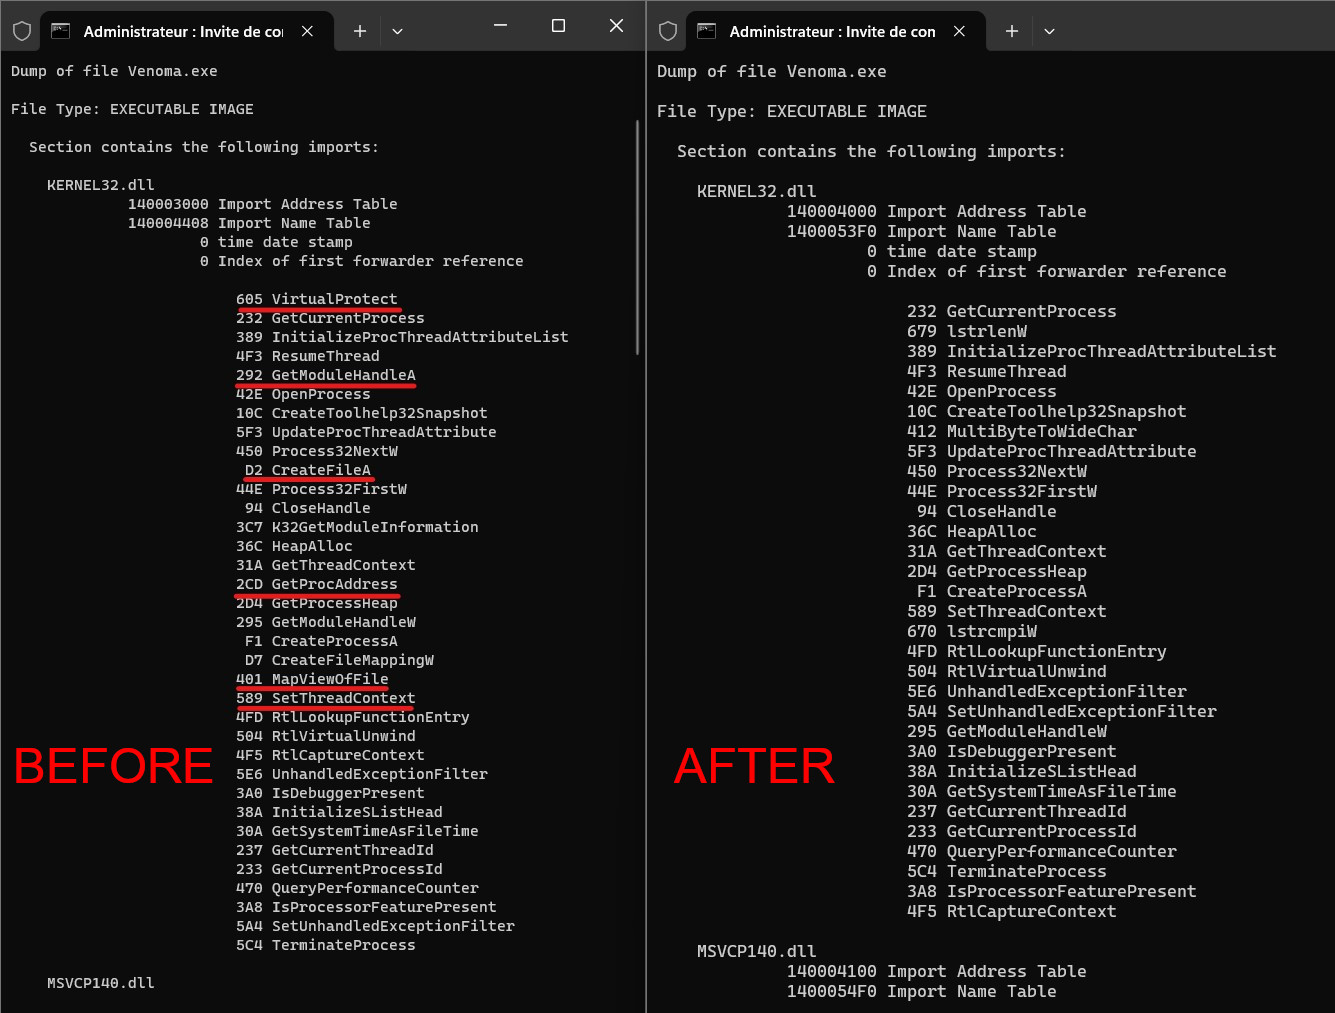 Administrateur : Invite de co
Dump of file Venoma.exe
File Type: EXECUTABLE IMAGE
Section contains the following imports:
KERNEL32.dll
140003000 Import Address Table
140004408 Import Name Table
0 time date stamp
0 Index of first forwarder reference
605 VirtualProtect
232 GetCurrentProcess
389 InitializeProcThreadAttributeList
4F3 ResumeThread
292 GetModuleHandleA
42E OpenProcess
10C CreateToolhelp32Snapshot
5F3 UpdateProcThreadAttribute
450 Process32NextW
D2 CreateFileA
44E Process32FirstW
94 CloseHandle
3C7 K32GetModuleInformation
36C HeapAlloc
31A GetThreadContext
2CD GetProcAddress
2D4 GetProcessHeap
295 GetModuleHandleW
F1 CreateProcessA
D7 CreateFileMappingW
401 MapViewOfFile
589 SetThreadContext
4FD RtlLookupFunctionEntry
504 RtlVirtualUnwind
4F5 RtlCaptureContext
5E6 UnhandledExceptionFilter
3A0 IsDebuggerPresent
38A InitializeSListHead
30A GetSystemTimeAsFileTime
237 GetCurrentThreadId
233 GetCurrentProcessId
470 QueryPerformanceCounter
3A8 IsProcessorFeaturePresent
5A4 SetUnhandledExceptionFilter
5C4 TerminateProcess
MSVCP140.dll
BEFORE
Administrateur : Invite de con
Dump of file Venoma.exe
File Type: EXECUTABLE IMAGE
Section contains the following imports:
KERNEL32.dll
140004000 Import Address Table
1400053F0 Import Name Table
0 time date stamp
0 Index of first forwarder reference
232 GetCurrentProcess
679 lstrlenW
389 InitializeProcThreadAttributeList
4F3 ResumeThread
42E OpenProcess
10C CreateToolhelp32Snapshot
412 MultiByteToWideChar
5F3 UpdateProcThreadAttribute
450 Process32NextW
44E Process32FirstW
94 CloseHandle
36C HeapAlloc
31A GetThreadContext
2D4 GetProcessHeap
F1 CreateProcessA
589 SetThreadContext
670 lstrcmpiW
4FD RtlLookupFunctionEntry
504 RtlVirtualUnwind
5E6 UnhandledExceptionFilter
5A4 SetUnhandledExceptionFilter
295 GetModuleHandleW
3A0 IsDebuggerPresent
38A InitializeSListHead
30A GetSystemTimeAsFileTime
237 GetCurrentThreadId
233 GetCurrentProcessId
470 QueryPerformanceCounter
5C4 TerminateProcess
3A8 IsProcessorFeaturePresent
4F5 RtlCaptureContext
MSVCP140.dll
140004100 Import Address Table
1400054F0 Import Name Table
AFTER